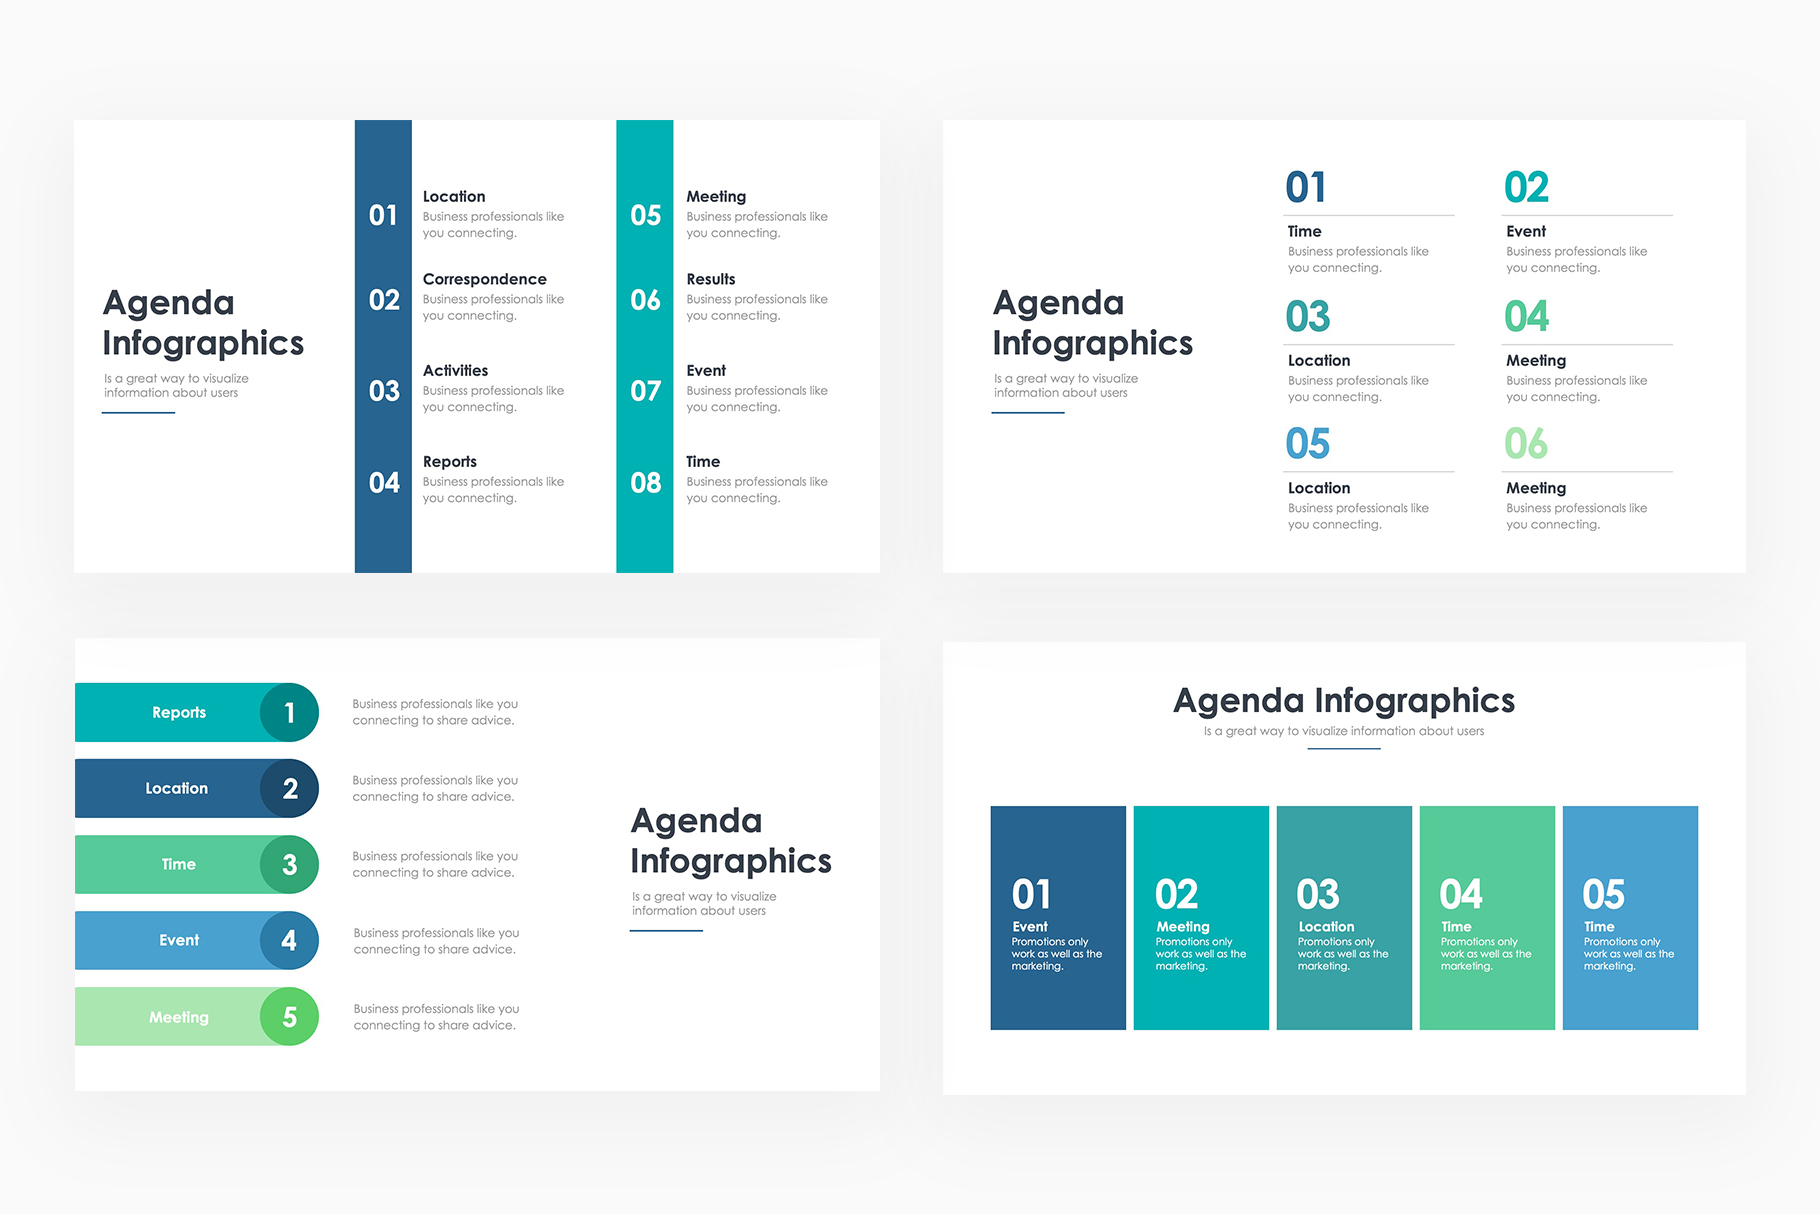 Agenda
Infographics
Is a great way to visualize
information about users
01
Location
Business professionals like
you connecting.
02
Correspondence
Business professionals like
you connecting.
03
Activities
Business professionals like
you connecting.
04
Reports
Business professionals like
you connecting.
05
Meeting
Business professionals like
you connecting.
06
Results
Business professionals like
you connecting.
07
Event
Business professionals like
you connecting.
08
Time
Business professionals like
you connecting.
Agenda
Infographics
Is a great way to visualize
information about users
01
Time
Business professionals like
you connecting.
02
Event
Business professionals like
you connecting.
03
Location
Business professionals like
you connecting.
04
Meeting
Business professionals like
you connecting.
05
Location
Business professionals like
you connecting.
06
Meeting
Business professionals like
you connecting.
Reports 1
Business professionals like you
connecting to share advice.
Location 2
Business professionals like you
connecting to share advice.
Time 3
Business professionals like you
connecting to share advice.
Event 4
Business professionals like you
connecting to share advice.
Meeting 5
Business professionals like you
connecting to share advice.
Agenda
Infographics
Is a great way to visualize
information about users
Agenda Infographics
Is a great way to visualize information about users
01
Event
Promotions only
work as well as the
marketing.
02
Meeting
Promotions only
work as well as the
marketing.
03
Location
Promotions only
work as well as the
marketing.
04
Time
Promotions only
work as well as the
marketing.
05
Time
Promotions only
work as well as the
marketing.